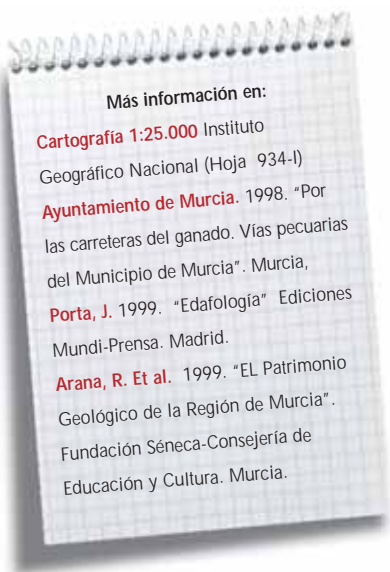 Más información en:
Cartografía 1:25.000 Instituto
Geográfico Nacional (Hoja 934-I)
Ayuntamiento de Murcia. 1998. "Por
las carreteras del ganado. Vías pecuarias
del Municipio de Murcia". Murcia,
Porta, J. 1999. "Edafología" Ediciones
Mundi-Prensa. Madrid.
Arana, R. Et al. 1999. "EL Patrimonio
Geológico de la Región de Murcia".
Fundación Séneca-Consejería de
Educación y Cultura. Murcia.